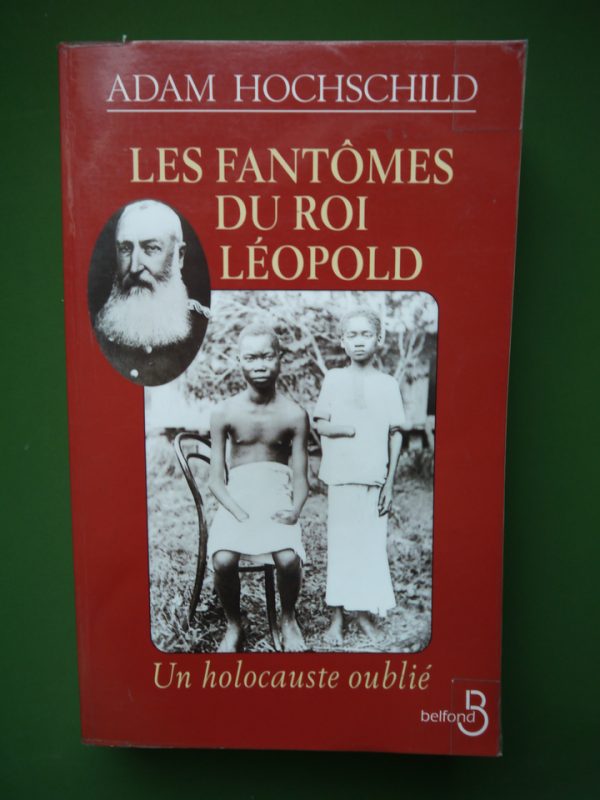 ADAM HOCHSCHILD
LES FANTÔMES
DU ROI
LÉOPOLD
Un holocauste oublié
belfond